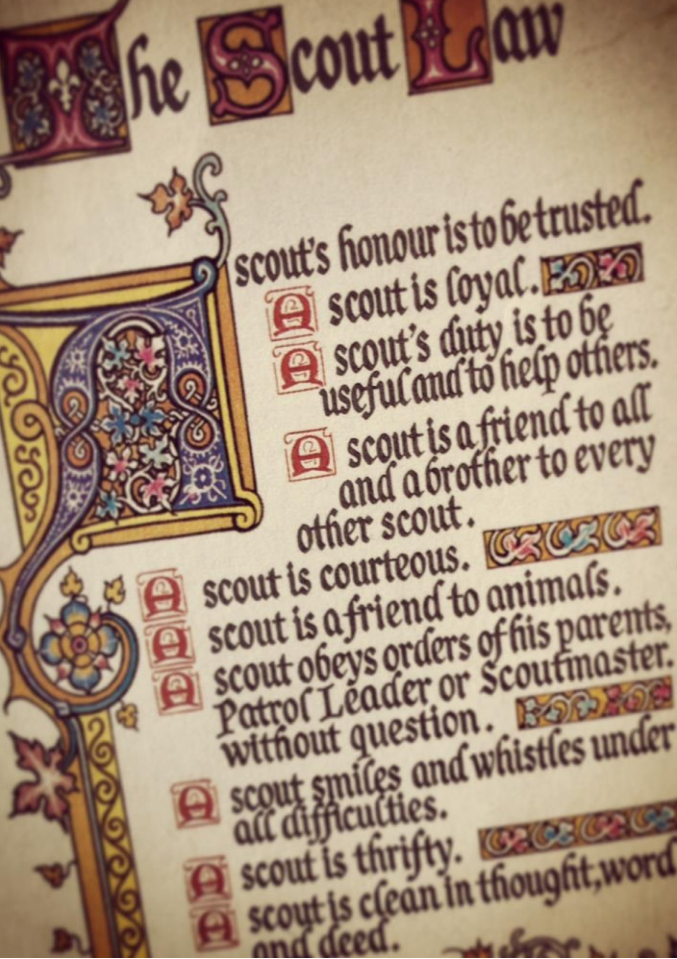 The Scout Law
A scout's honour is to be trusted.
A scout is loyal.
A scout's duty is to be
useful and to help others.
A scout is a friend to all
and a brother to every
other scout.
A scout is courteous.
A scout is a friend to animals.
A scout obeys orders of his parents,
Patrol Leader or Scoutmaster.
without question.
A scout smiles and whistles under
all difficulties.
A scout is thrifty.
A scout is clean in thought, word
and deed.